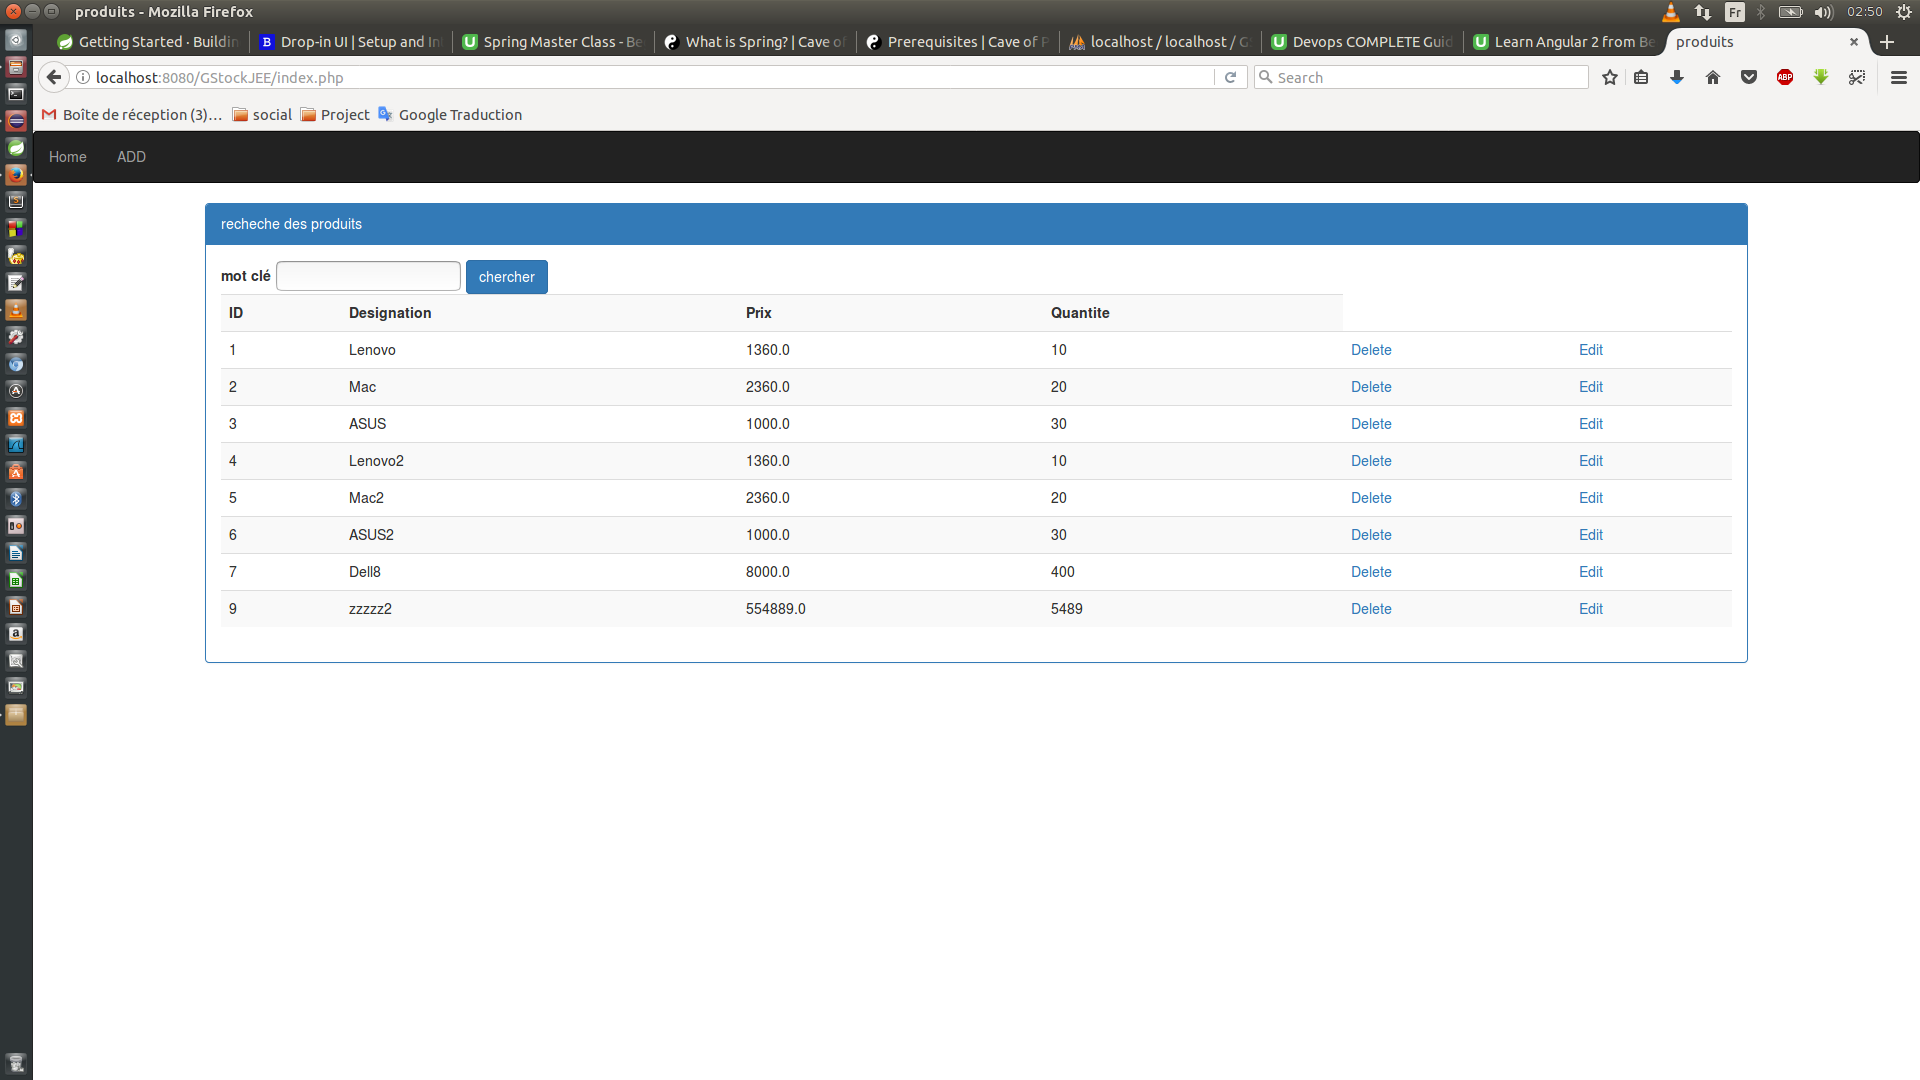 produits - Mozilla Firefox
Fr
02:50
Getting Started · Buildin
Drop-in UI | Setup and In
Spring Master Class - Be
What is Spring? | Cave of
Prerequisites | Cave of P
localhost / localhost / G
Devops COMPLETE Guid
Learn Angular 2 from Be
produits
localhost:8080/GStockJEE/index.php
Search
ABP
Boîte de réception (3)...
social
Project
Google Traduction
Home
ADD
recheche des produits
mot clé
chercher
ID Designation Prix Quantite
1 Lenovo 1360.0 10 Delete Edit
2 Mac 2360.0 20 Delete Edit
3 ASUS 1000.0 30 Delete Edit
4 Lenovo2 1360.0 10 Delete Edit
5 Mac2 2360.0 20 Delete Edit
6 ASUS2 1000.0 30 Delete Edit
7 Dell8 8000.0 400 Delete Edit
9 zzzzz2 554889.0 5489 Delete Edit